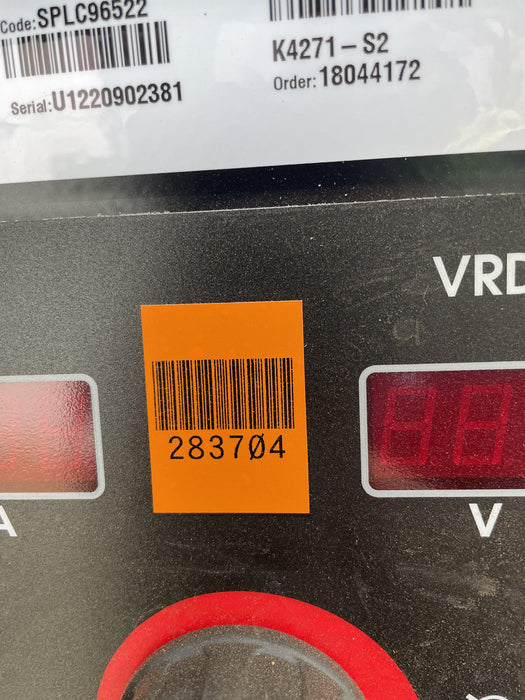 Code:SPLC96522
K4271-S2
Serial:U1220902381
Order:18044172
VRD
283704
A
V